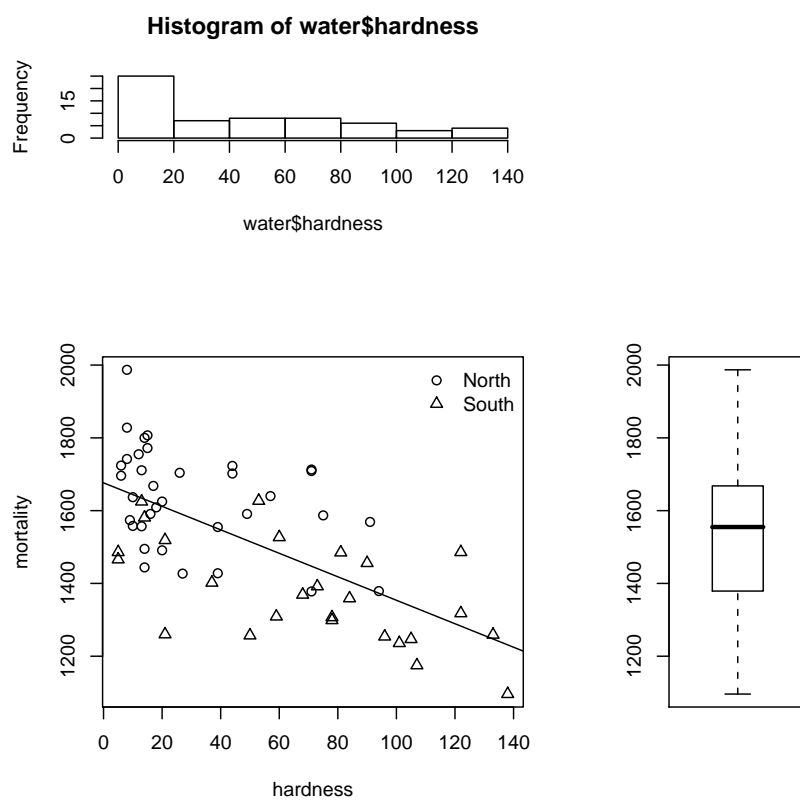 Histogram of water$hardness
Frequency
0 15
0 20 40 60 80 100 120 140
water$hardness
mortality
1200 1400 1600 1800 2000
North
South
0 20 40 60 80 100 120 140
hardness
1200 1400 1600 1800 2000